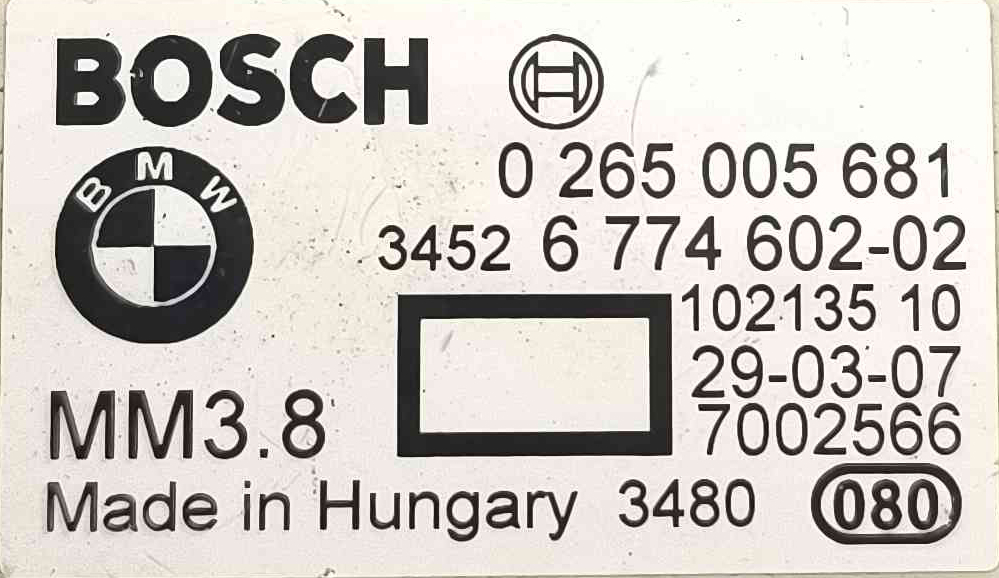 BOSCH
0 265 005 681
BMW
3452 6 774 602-02
102135 10
29-03-07
MM3.8
7002566
Made in Hungary 3480 080